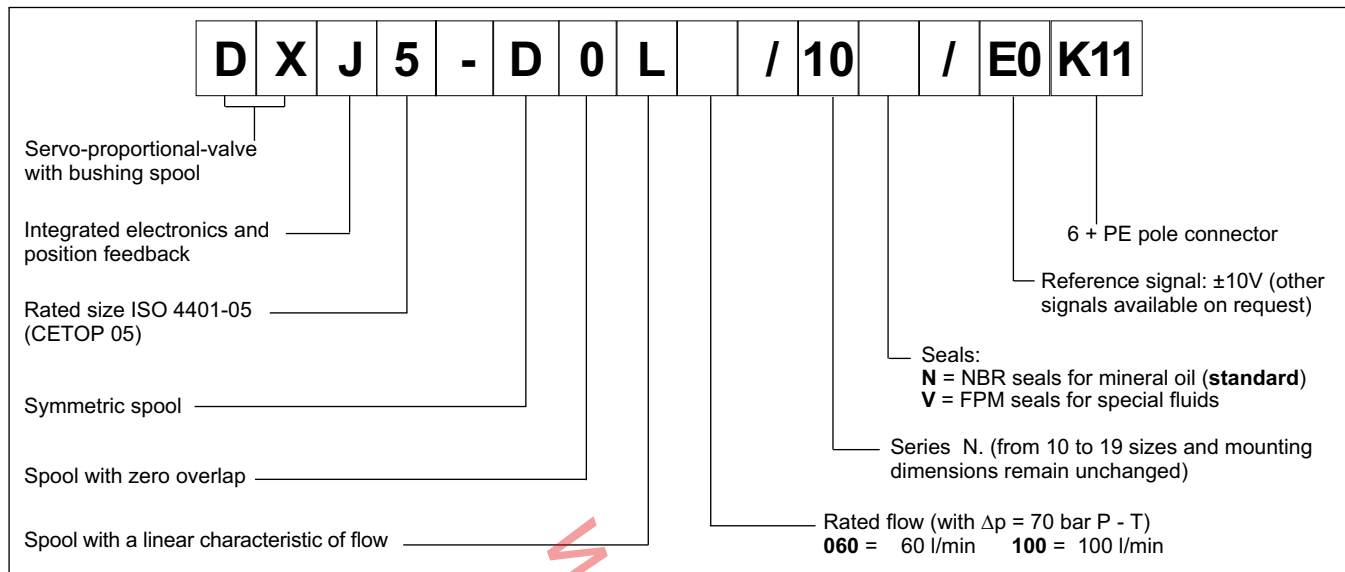 D X J 5 - D 0 L / 10 / E0 K11
Servo-proportional-valve
with bushing spool
Integrated electronics and
position feedback
Rated size ISO 4401-05
(CETOP 05)
Symmetric spool
Spool with zero overlap
Spool with a linear characteristic of flow
6 + PE pole connector
Reference signal: ±10V (other
signals available on request)
Seals:
N = NBR seals for mineral oil (standard)
V = FPM seals for special fluids
Series N. (from 10 to 19 sizes and mounting
dimensions remain unchanged)
Rated flow (with Δp = 70 bar P - T)
060 = 60 l/min 100 = 100 l/min